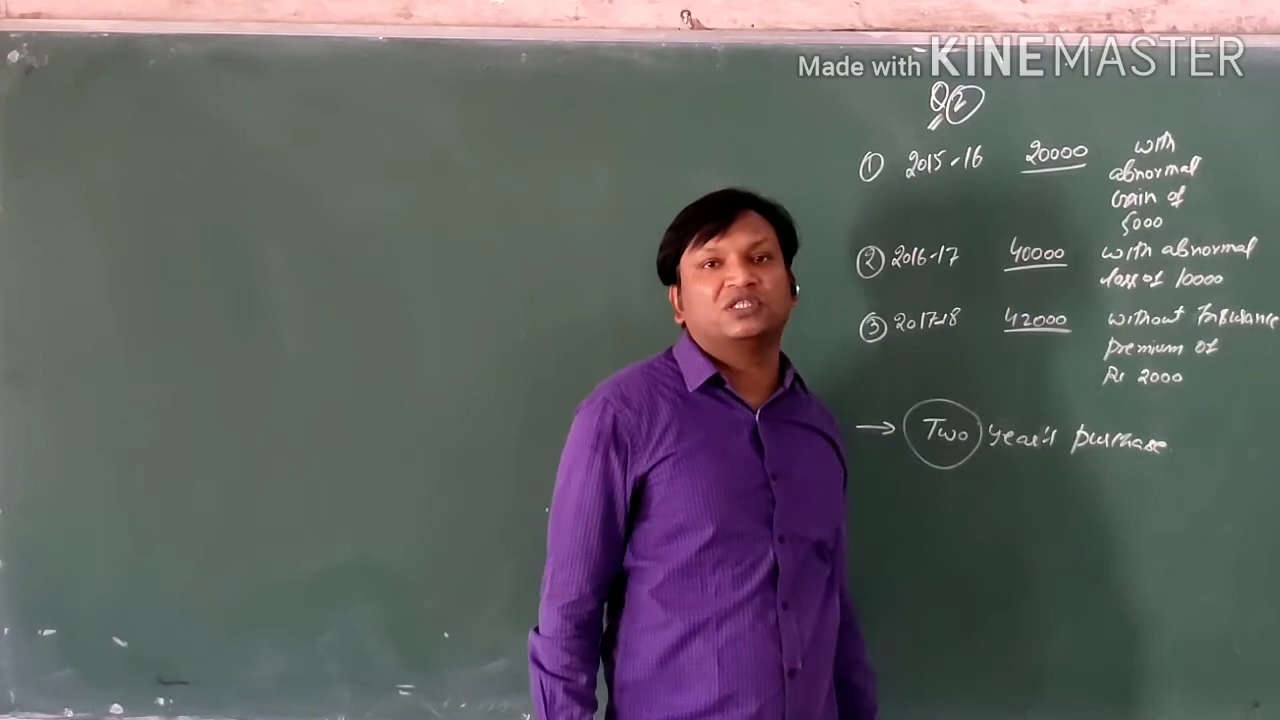 Made with KINEMASTER
Q 2
1 2015-16 20000 with
abnormal
Gain of
5000
2 2016-17 40000 with abnormal
loss of 10000
3 2017-18 42000 without Insurance
premium of
Rs 2000
→ Two year's purchase